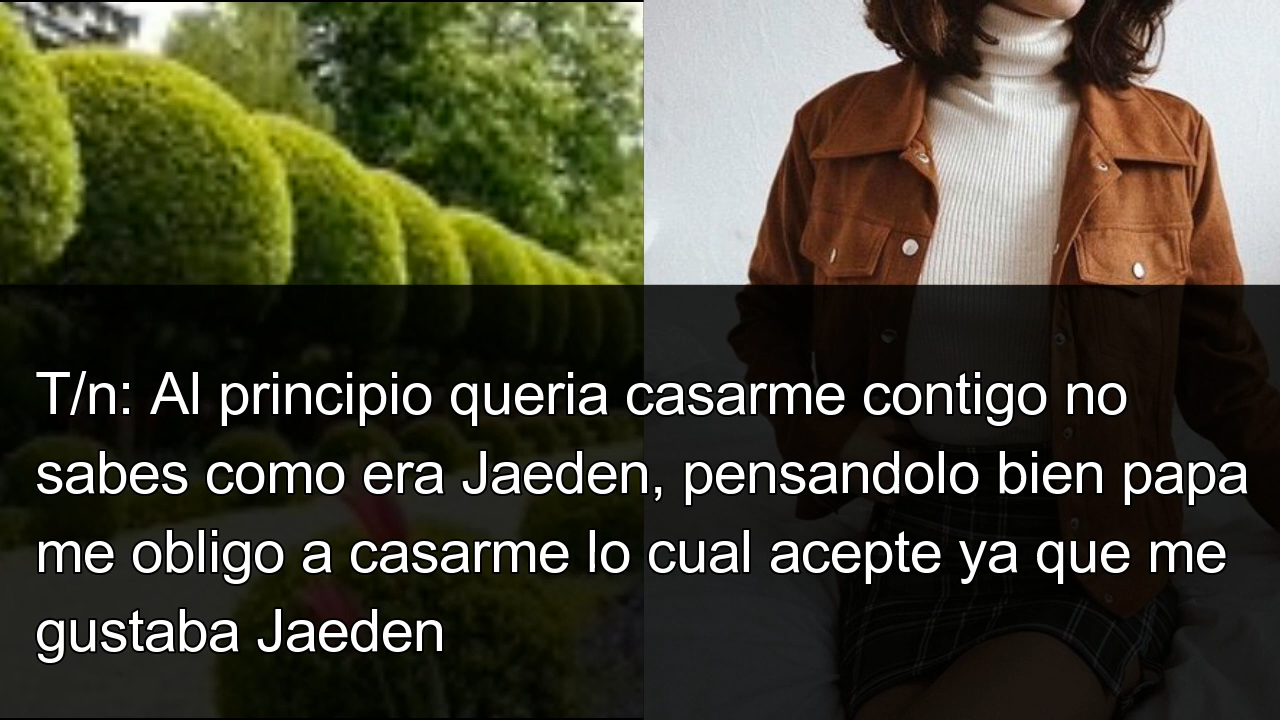 T/n: Al principio queria casarme contigo no
sabes como era Jaeden, pensandolo bien papa
me obligo a casarme lo cual acepte ya que me
gustaba Jaeden